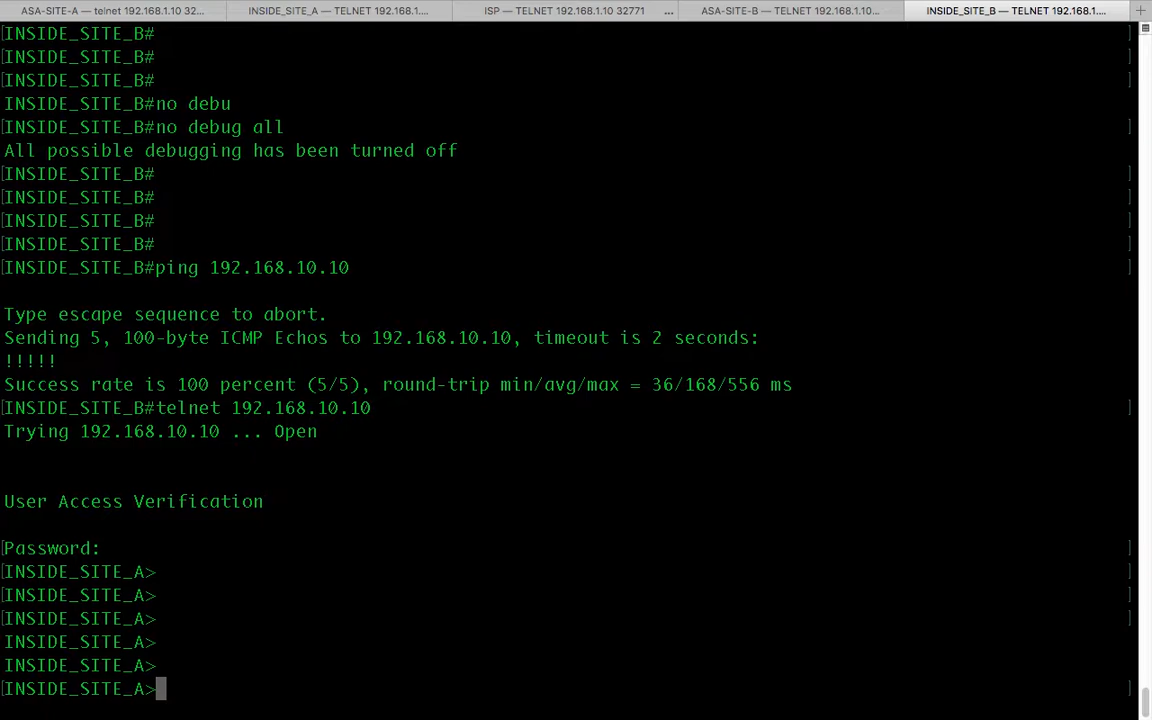 ASA-SITE-A — telnet 192.168.1.10 32... INSIDE_SITE_A — TELNET 192.168.1.... ISP — TELNET 192.168.1.10 32771 ... ASA-SITE-B — TELNET 192.168.1.10... INSIDE_SITE_B — TELNET 192.168.1.... +
[INSIDE_SITE_B# ]
[INSIDE_SITE_B# ]
[INSIDE_SITE_B# ]
INSIDE_SITE_B#no debu
[INSIDE_SITE_B#no debug all ]
All possible debugging has been turned off
[INSIDE_SITE_B# ]
[INSIDE_SITE_B# ]
[INSIDE_SITE_B# ]
[INSIDE_SITE_B# ]
[INSIDE_SITE_B#ping 192.168.10.10 ]
Type escape sequence to abort.
Sending 5, 100-byte ICMP Echos to 192.168.10.10, timeout is 2 seconds:
!!!!!
Success rate is 100 percent (5/5), round-trip min/avg/max = 36/168/556 ms
[INSIDE_SITE_B#telnet 192.168.10.10 ]
Trying 192.168.10.10 ... Open
User Access Verification
[Password: ]
[INSIDE_SITE_A> ]
[INSIDE_SITE_A> ]
[INSIDE_SITE_A> ]
INSIDE_SITE_A>
INSIDE_SITE_A>
[INSIDE_SITE_A> ]